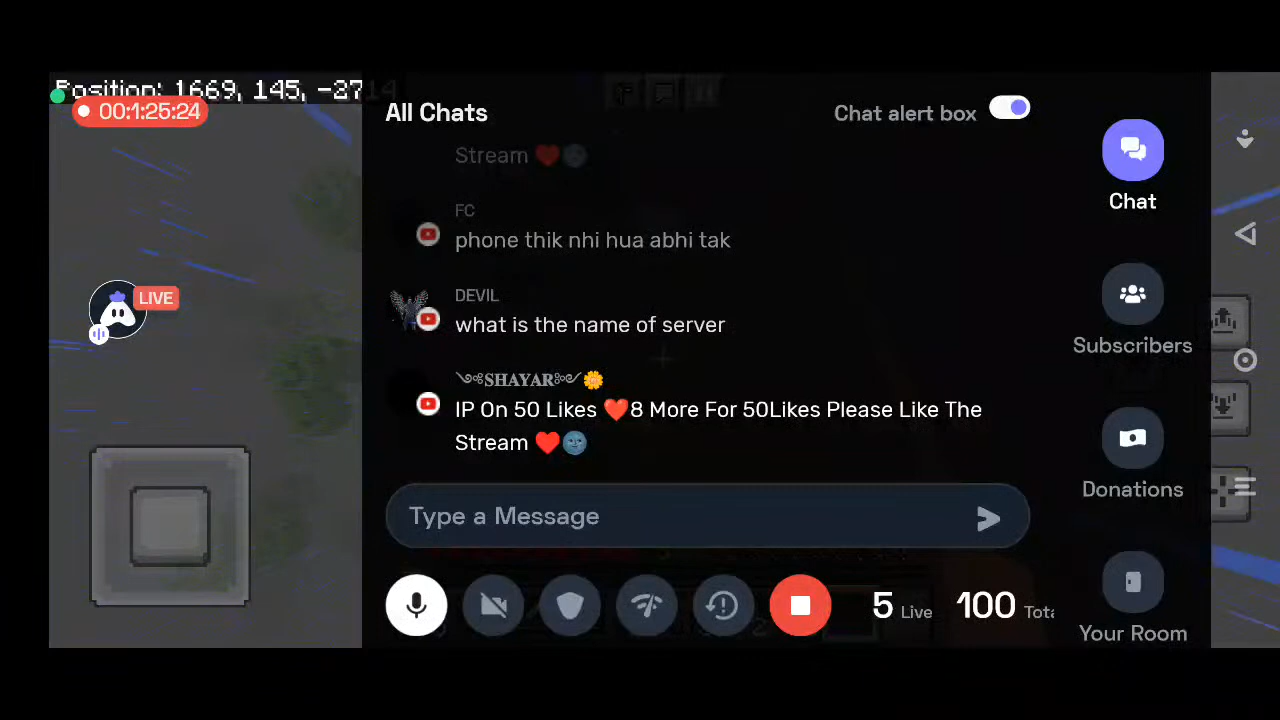 Position: 1669, 145, -2714
00:1:25:24
All Chats
Chat alert box
Stream ❤️🌚
FC
phone thik nhi hua abhi tak
LIVE
DEVIL
what is the name of server
༺SHAYAR༻🌼
IP On 50 Likes ❤️8 More For 50Likes Please Like The
Stream ❤️🌚
Type a Message
5 Live
100 Tota
Chat
Subscribers
Donations
Your Room